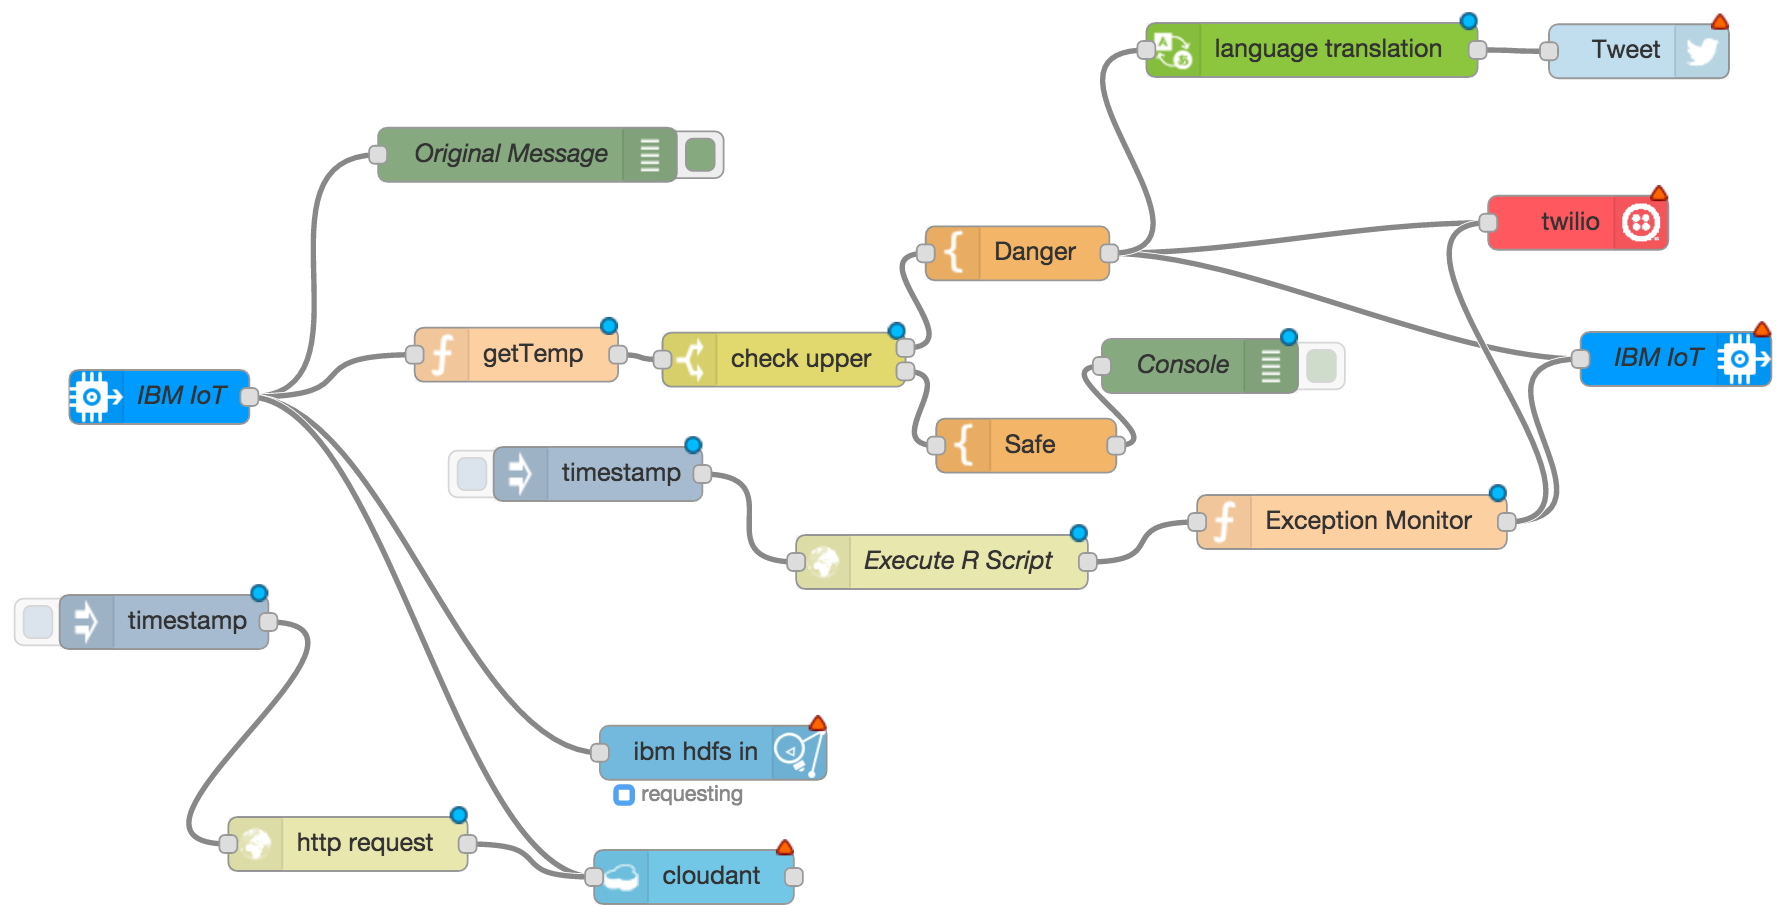 language translation
Tweet
Original Message
twilio
Danger
getTemp
check upper
Console
IBM IoT
IBM IoT
Safe
timestamp
Exception Monitor
Execute R Script
timestamp
ibm hdfs in
requesting
http request
cloudant